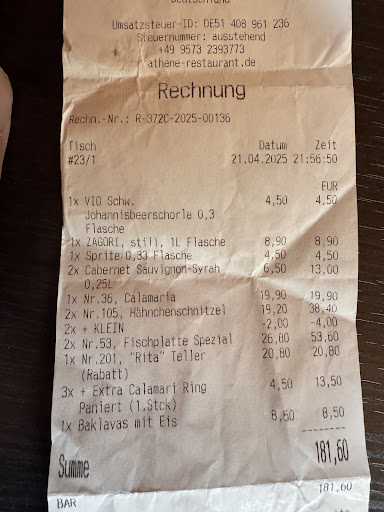 Deutschland
Umsatzsteuer-ID: DE51 408 961 236
Steuernummer: ausstehend
+49 9573 2393773
athene-restaurant.de
Rechnung
Rechn.-Nr.: R-372C-2025-00136
Tisch Datum Zeit
#23/1 21.04.2025 21:56:50
EUR
1x VIO Schw. 4,50 4,50
Johannisbeerschorle 0,3
Flasche
1x ZAGORI, still, 1L Flasche 8,90 8,90
1x Sprite 0,33 Flasche 4,50 4,50
2x Cabernet Sauvignon-Syrah 6,50 13,00
0,25L
1x Nr.36, Calamaria 19,90 19,90
2x Nr.105, Hähnchenschnitzel 19,20 38,40
2x + KLEIN -2,00 -4,00
2x Nr.53, Fischplatte Spezial 26,80 53,60
1x Nr.201, "Rita" Teller 20,80 20,80
(Rabatt)
3x + Extra Calamari Ring 4,50 13,50
Paniert (1.Stck)
1x Baklavas mit Eis 8,50 8,50
--------
Summe 181,60
BAR 181,60